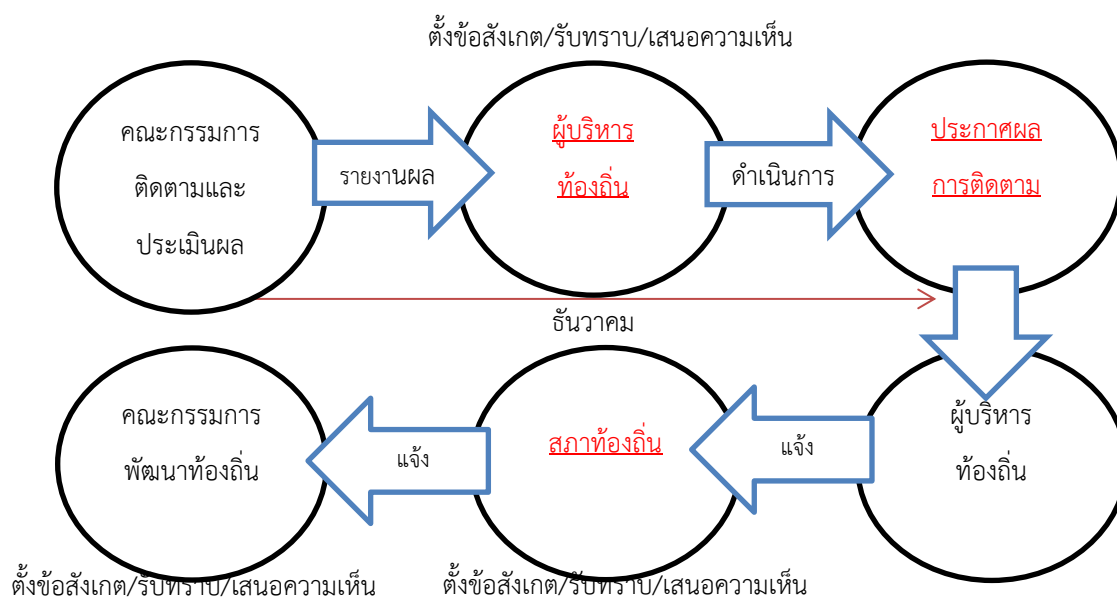 ตั้งข้อสังเกต/รับทราบ/เสนอความเห็น
คณะกรรมการ
ติดตามและ
ประเมินผล
รายงานผล
ผู้บริหาร
ท้องถิ่น
ดำเนินการ
ประกาศผล
การติดตาม
ธันวาคม
ผู้บริหาร
ท้องถิ่น
แจ้ง
สภาท้องถิ่น
แจ้ง
คณะกรรมการ
พัฒนาท้องถิ่น
ตั้งข้อสังเกต/รับทราบ/เสนอความเห็น
ตั้งข้อสังเกต/รับทราบ/เสนอความเห็น